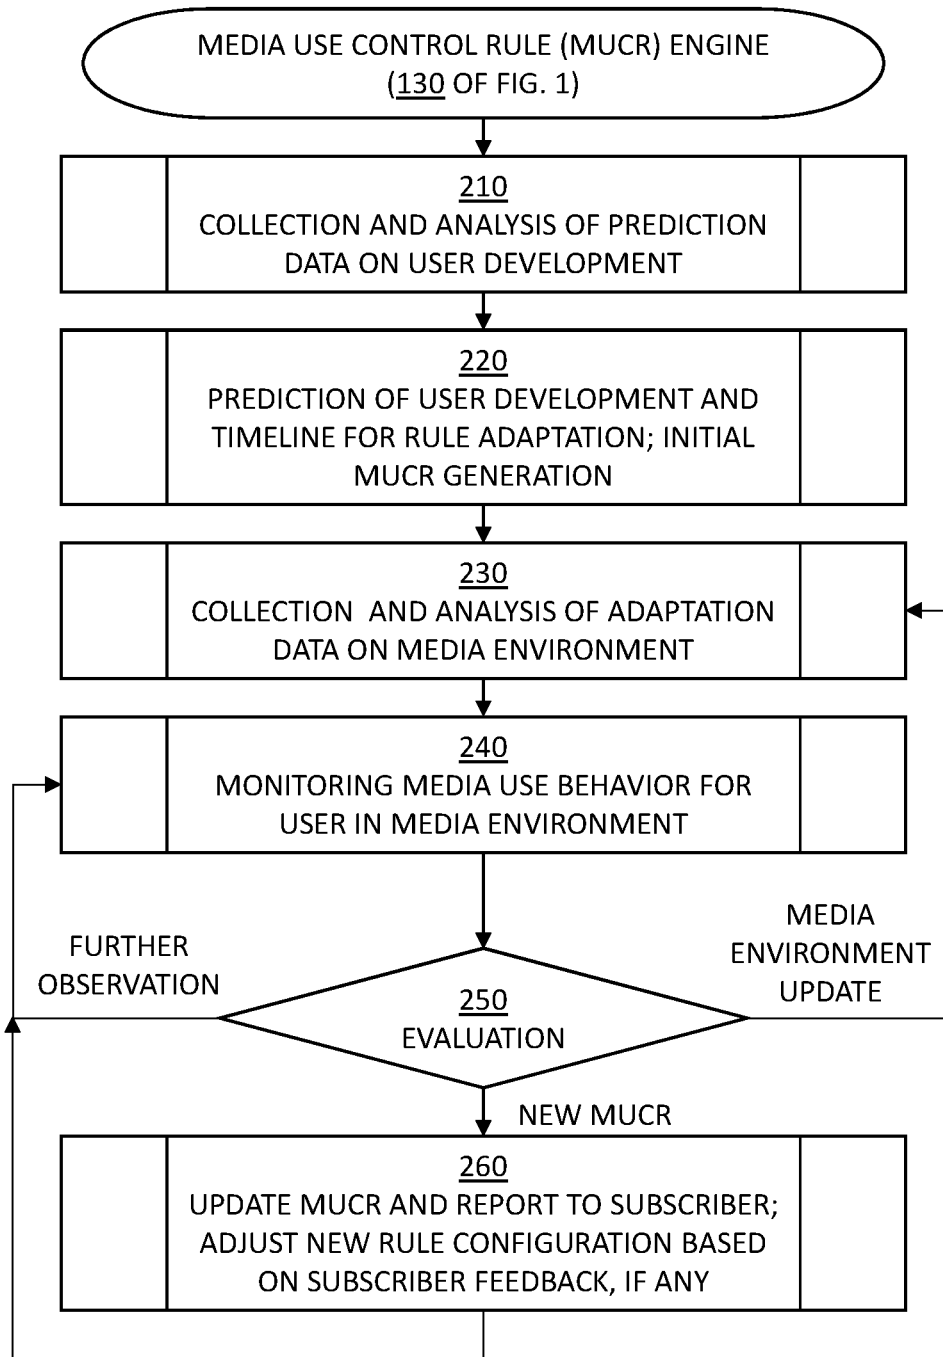 MEDIA USE CONTROL RULE (MUCR) ENGINE
(130 OF FIG. 1)
210
COLLECTION AND ANALYSIS OF PREDICTION
DATA ON USER DEVELOPMENT
220
PREDICTION OF USER DEVELOPMENT AND
TIMELINE FOR RULE ADAPTATION; INITIAL
MUCR GENERATION
230
COLLECTION AND ANALYSIS OF ADAPTATION
DATA ON MEDIA ENVIRONMENT
240
MONITORING MEDIA USE BEHAVIOR FOR
USER IN MEDIA ENVIRONMENT
FURTHER
OBSERVATION
MEDIA
ENVIRONMENT
UPDATE
250
EVALUATION
NEW MUCR
260
UPDATE MUCR AND REPORT TO SUBSCRIBER;
ADJUST NEW RULE CONFIGURATION BASED
ON SUBSCRIBER FEEDBACK, IF ANY